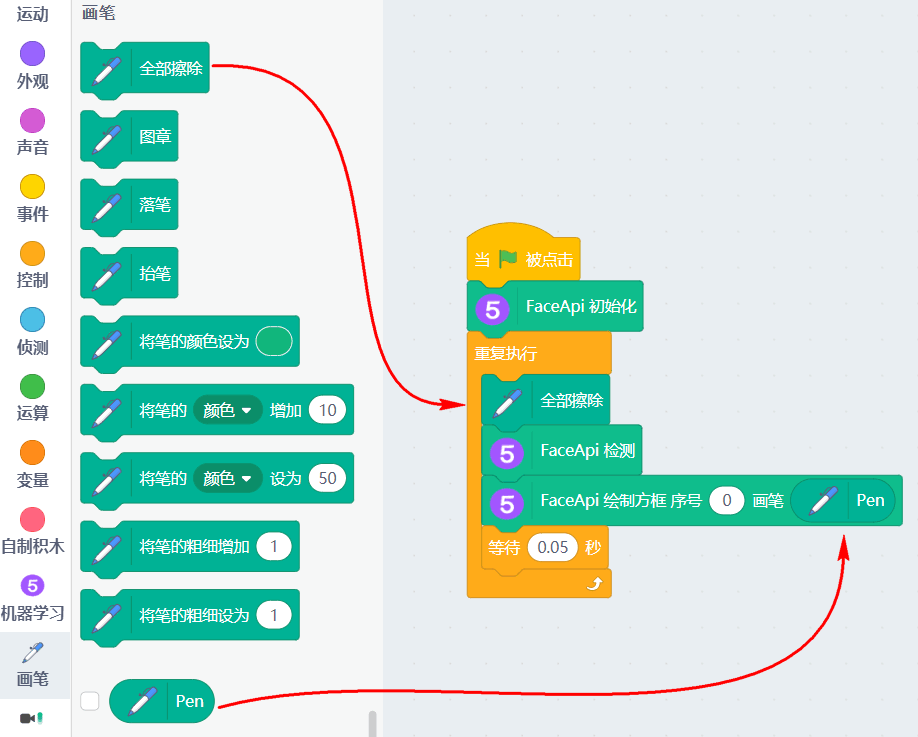 运动
外观
声音
事件
控制
侦测
运算
变量
自制积木
5
机器学习
画笔
画笔
全部擦除
图章
落笔
抬笔
将笔的颜色设为
将笔的 颜色 增加 10
将笔的 颜色 设为 50
将笔的粗细增加 1
将笔的粗细设为 1
Pen
当 被点击
5 FaceApi 初始化
重复执行
全部擦除
5 FaceApi 检测
5 FaceApi 绘制方框 序号 0 画笔 Pen
等待 0.05 秒